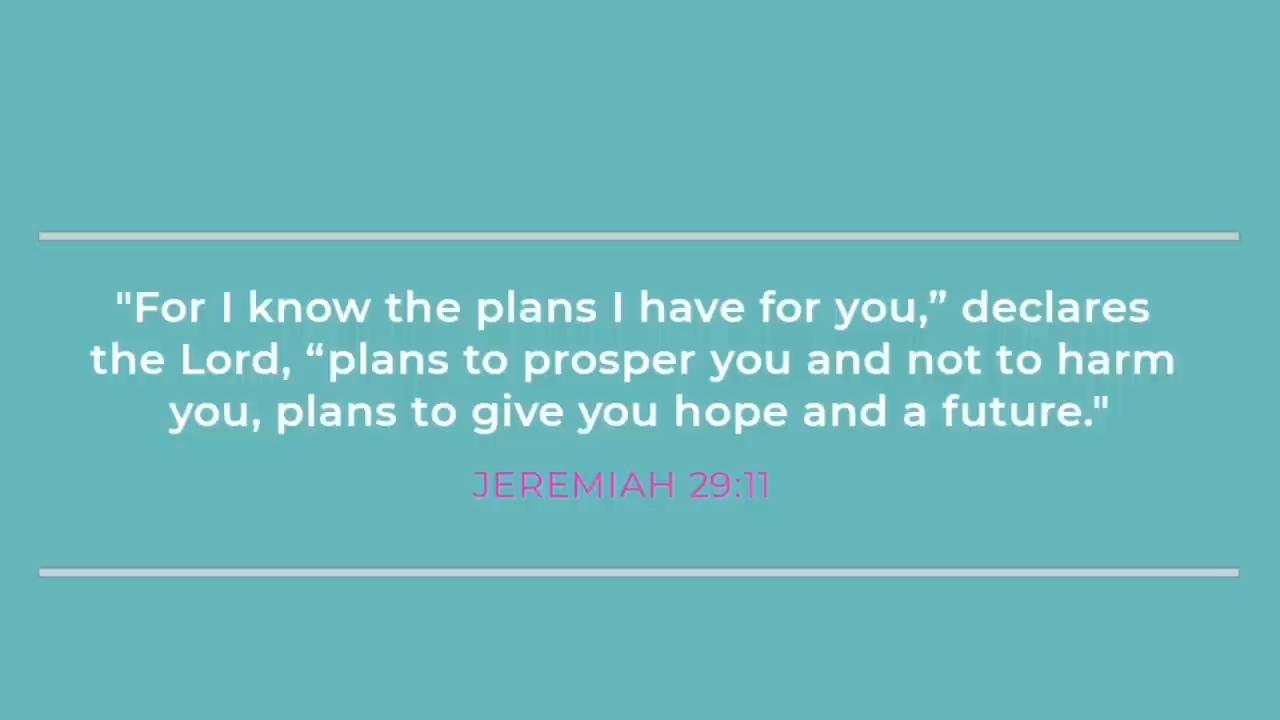 "For I know the plans I have for you,” declares
the Lord, “plans to prosper you and not to harm
you, plans to give you hope and a future."
JEREMIAH 29:11